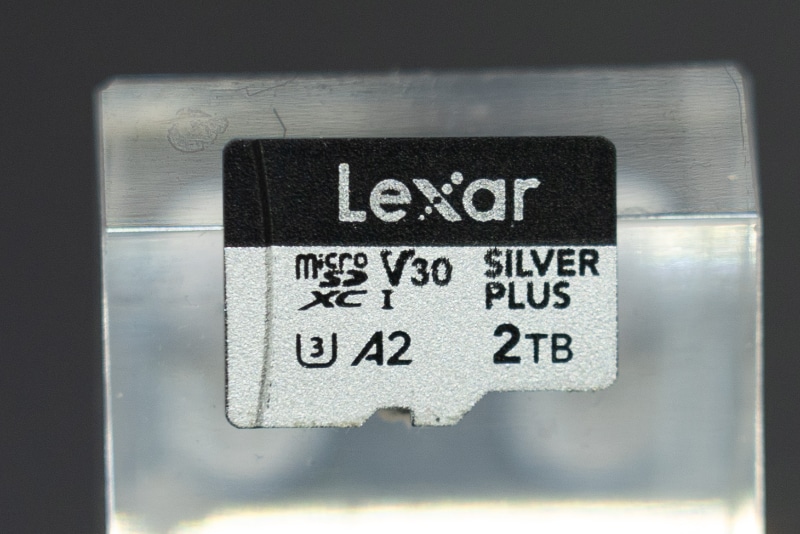 Lexar
micro SD XC I V30 SILVER PLUS
3 A2 2TB